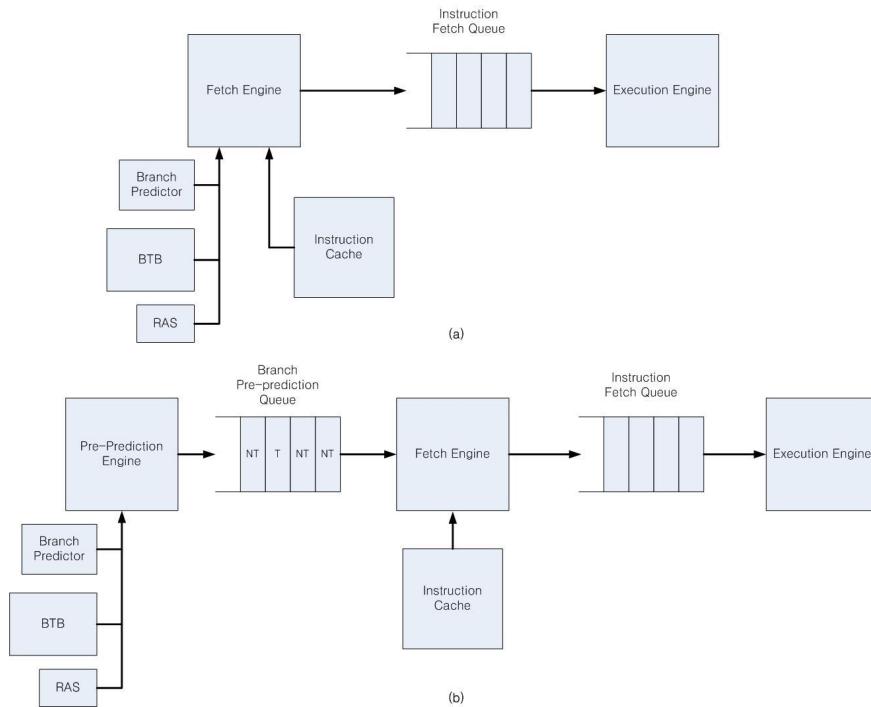 Instruction
Fetch Queue
Fetch Engine
Execution Engine
Branch
Predictor
Instruction
Cache
BTB
RAS
(a)
Branch
Pre-prediction
Queue
Instruction
Fetch Queue
Pre-Prediction
Engine
NT T NT NT
Fetch Engine
Execution Engine
Branch
Predictor
Instruction
Cache
BTB
RAS
(b)